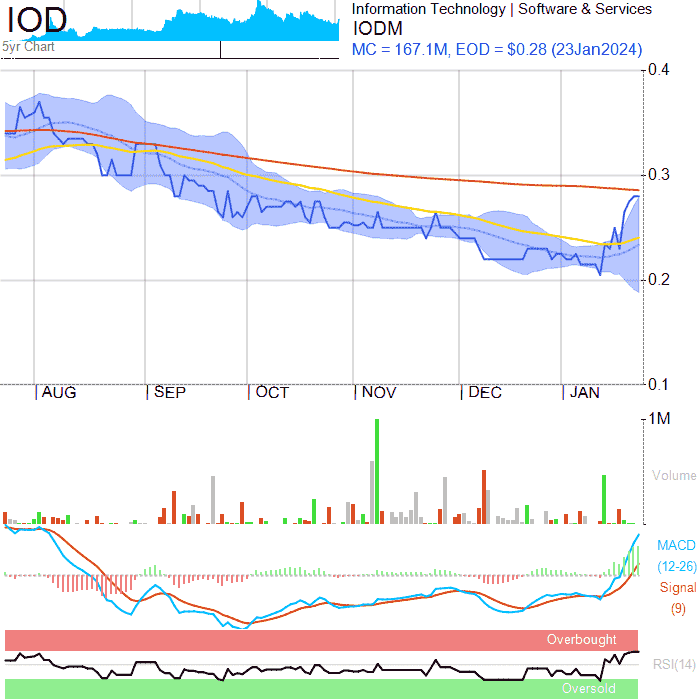 IOD
5yr Chart
Information Technology | Software & Services
IODM
MC = 167.1M, EOD = $0.28 (23Jan2024)
0.4
0.3
0.2
0.1
AUG
SEP
OCT
NOV
DEC
JAN
1M
Volume
MACD
(12-26)
Signal
(9)
Overbought
RSI(14)
Oversold